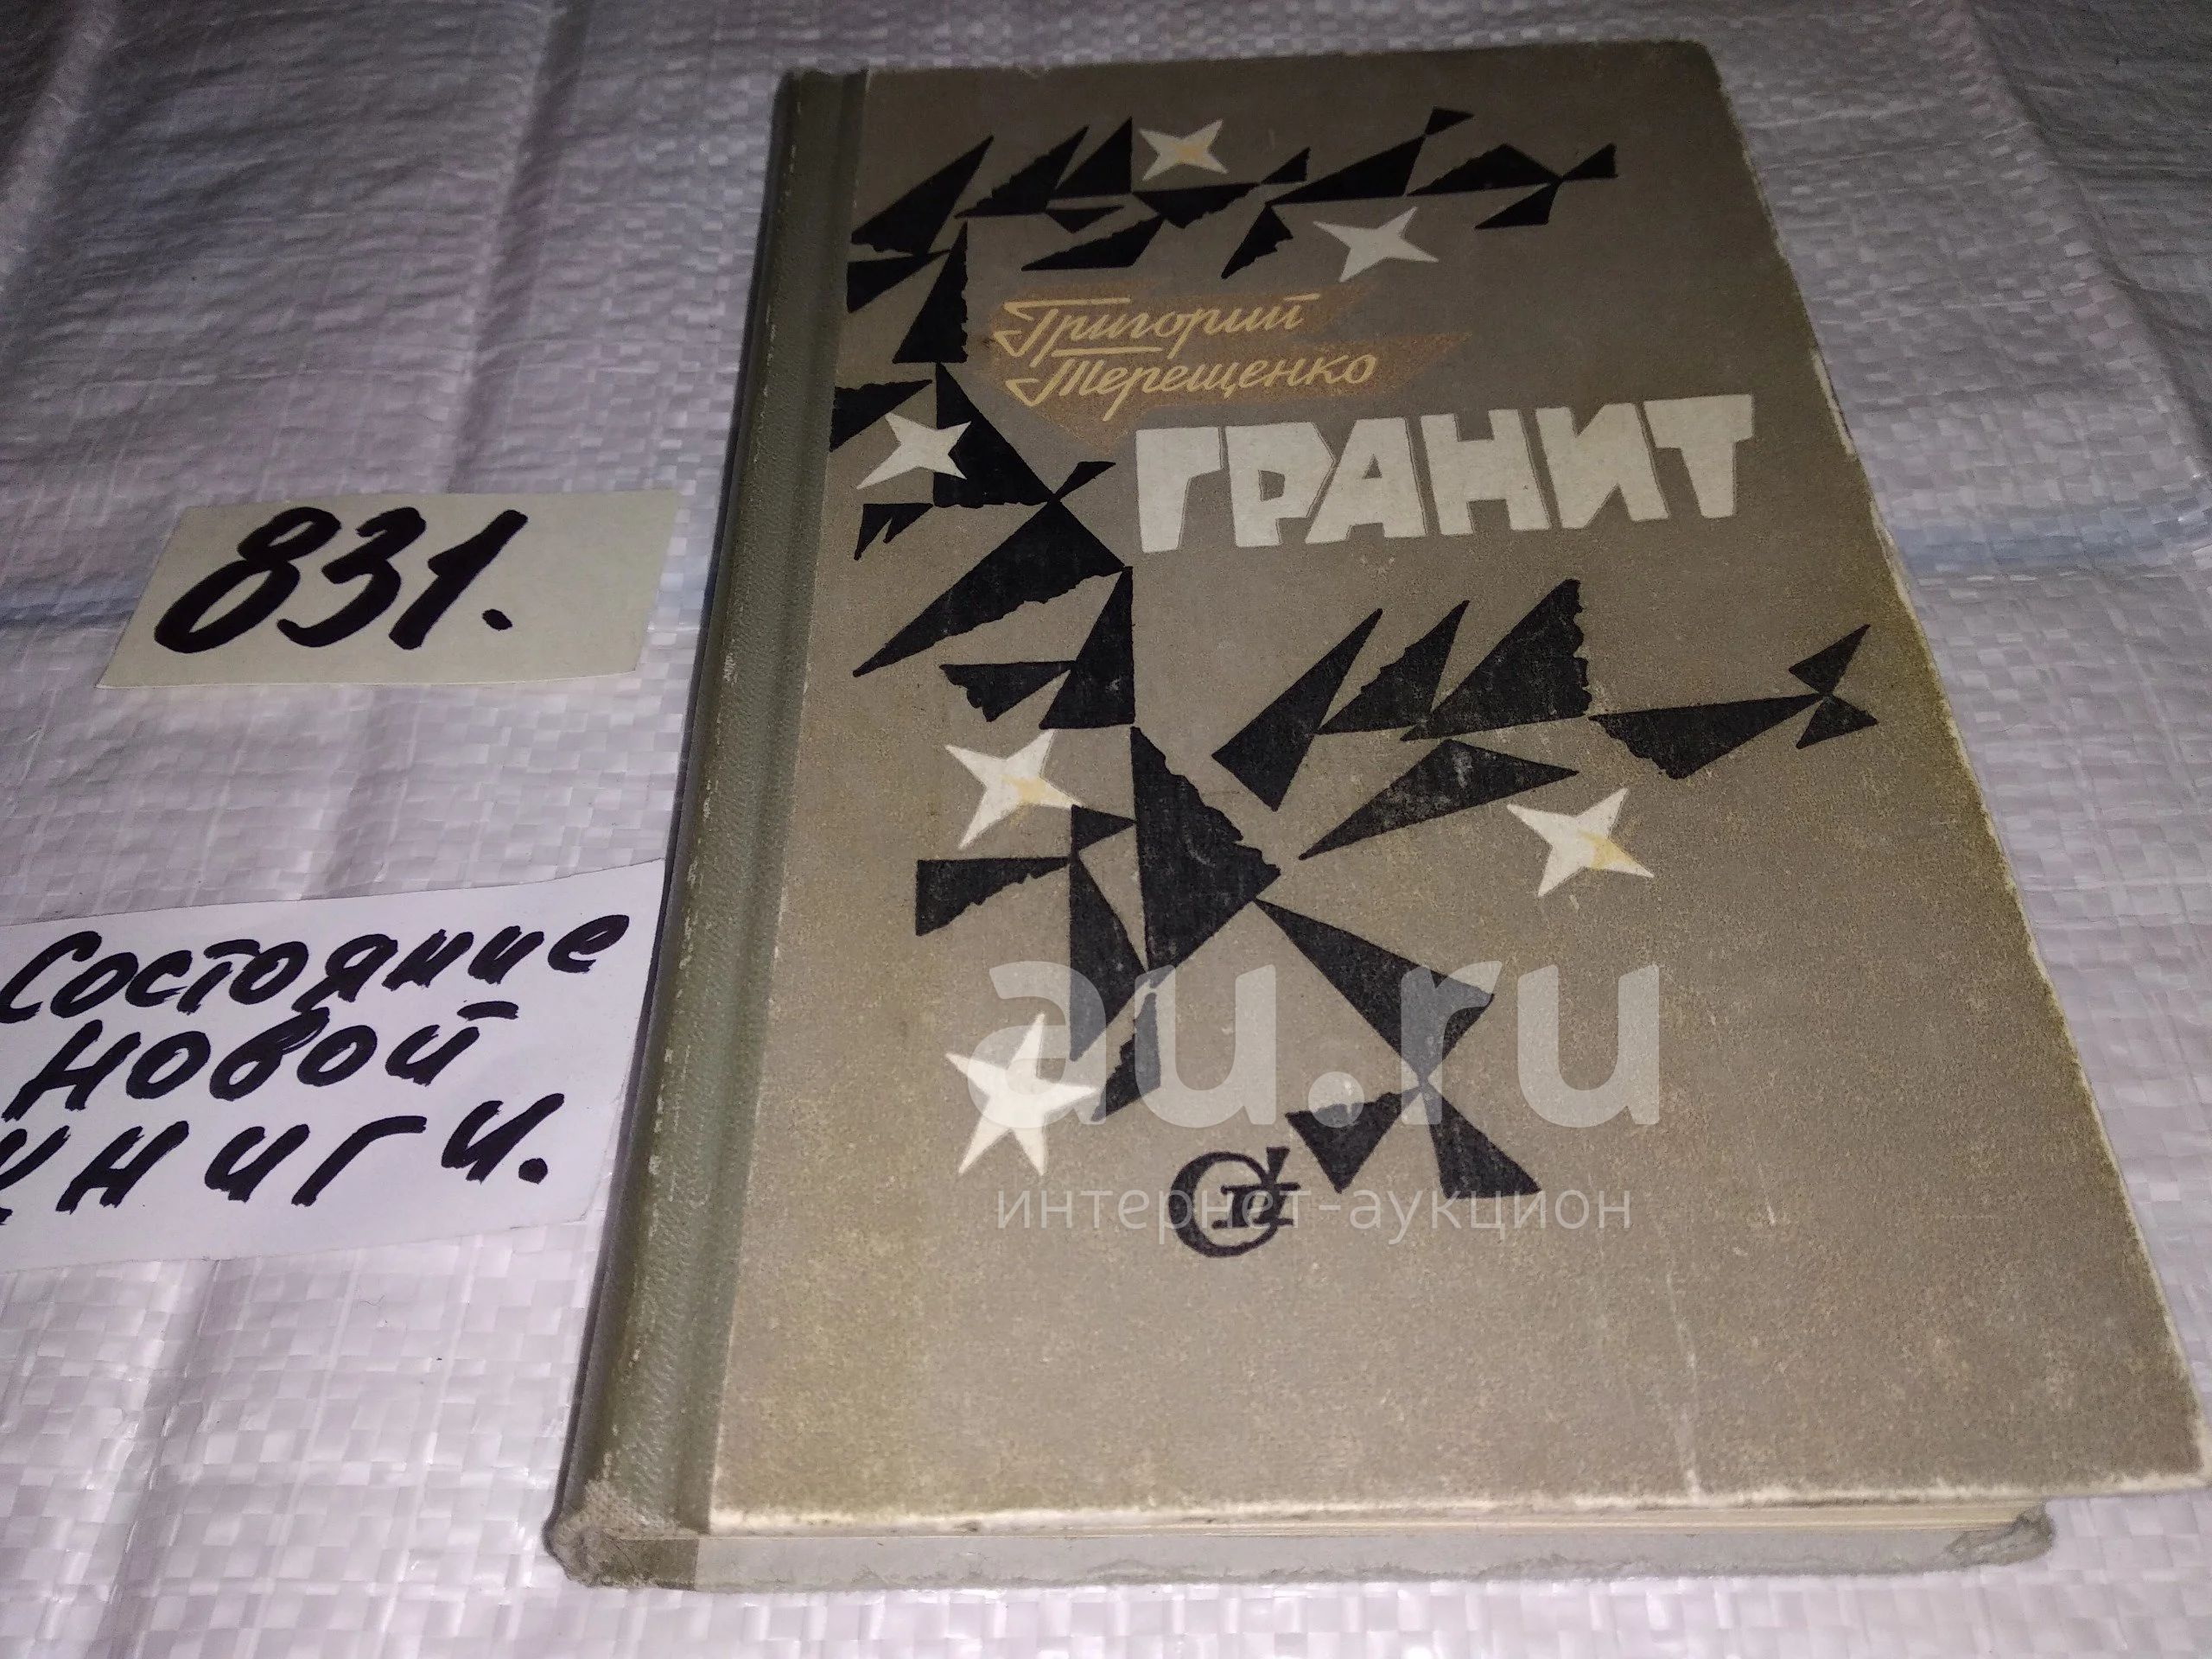 Григорий
Терещенко
ГРАНИТ
831.
Состояние
новой
книги.
au.ru
интернет-аукцион